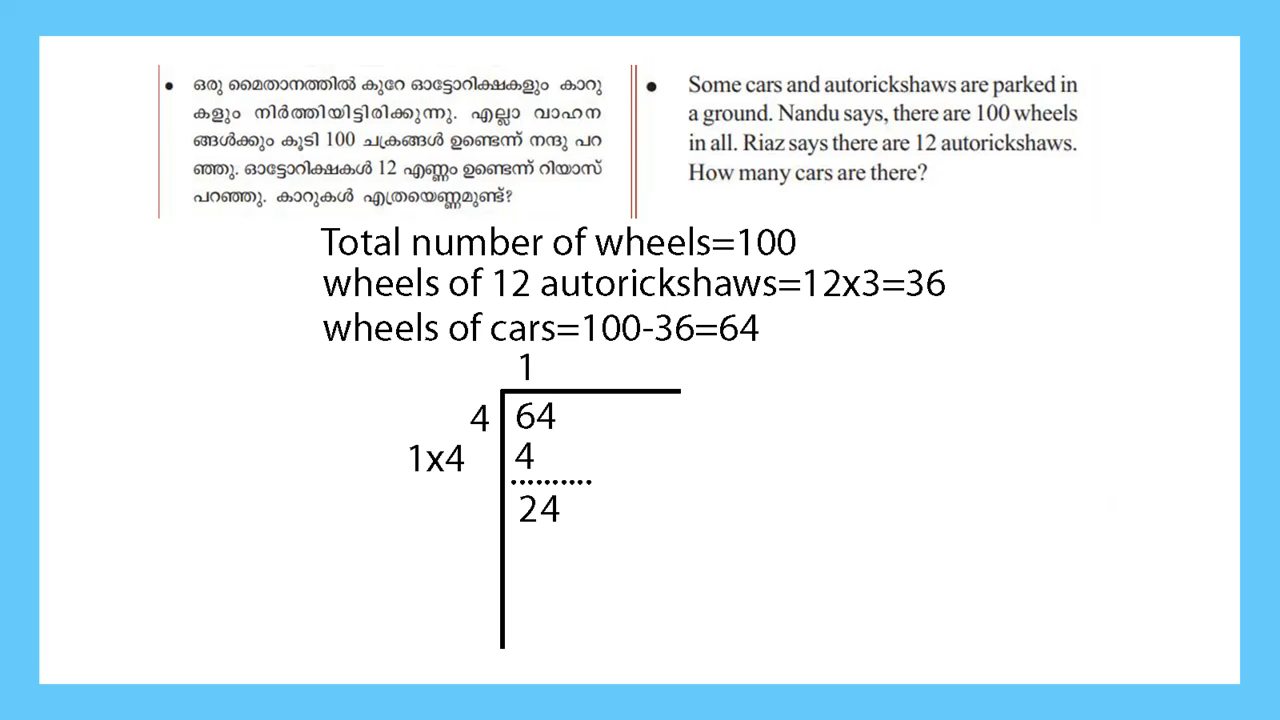 • ഒരു മൈതാനത്തിൽ കുറേ ഓട്ടോറിക്ഷകളും കാറു
കളും നിർത്തിയിട്ടിരിക്കുന്നു. എല്ലാ വാഹന
ങ്ങൾക്കും കൂടി 100 ചക്രങ്ങൾ ഉണ്ടെന്ന് നന്ദു പറ
ഞ്ഞു. ഓട്ടോറിക്ഷകൾ 12 എണ്ണം ഉണ്ടെന്ന് റിയാസ്
പറഞ്ഞു. കാറുകൾ എത്രയെണ്ണമുണ്ട്?
• Some cars and autorickshaws are parked in
a ground. Nandu says, there are 100 wheels
in all. Riaz says there are 12 autorickshaws.
How many cars are there?
Total number of wheels=100
wheels of 12 autorickshaws=12x3=36
wheels of cars=100-36=64
1
4 64
1x4 4
..........
24